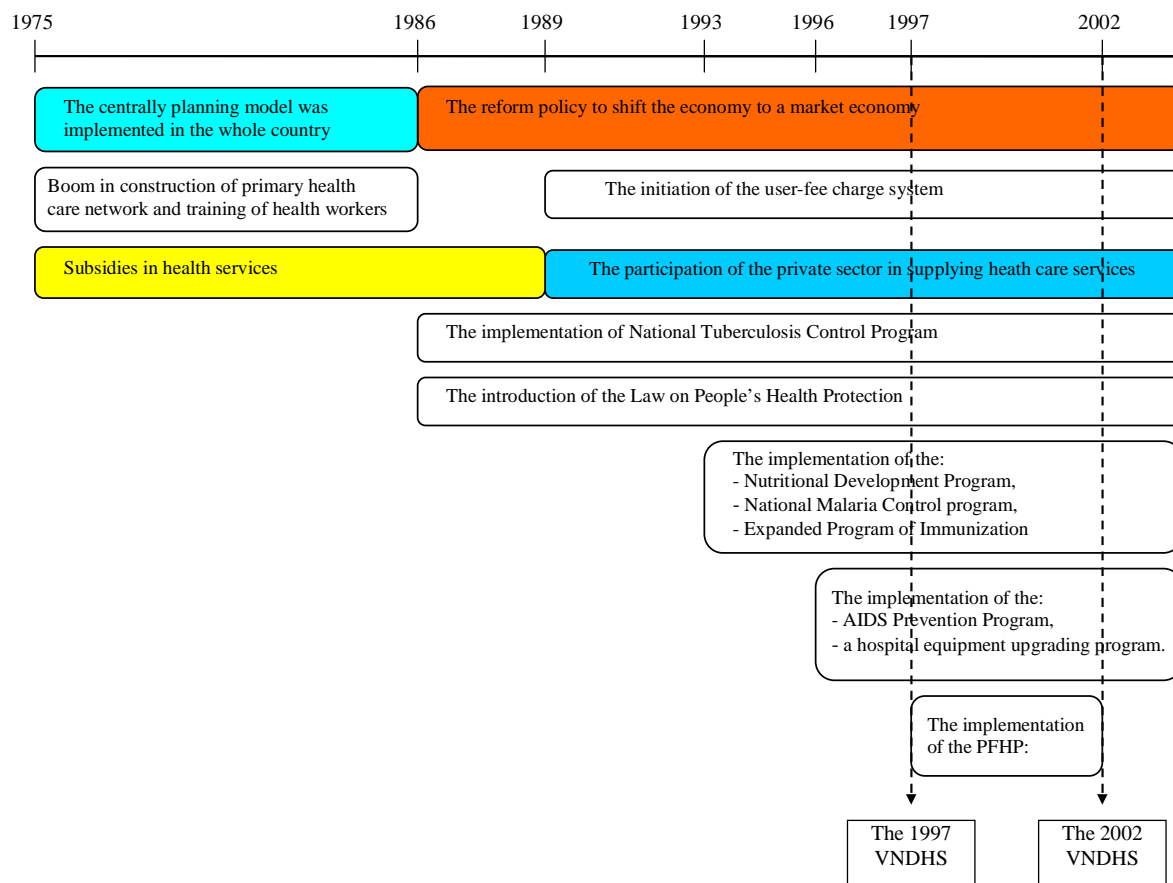 1975 1986 1989 1993 1996 1997 2002
The centrally planning model was
implemented in the whole country
The reform policy to shift the economy to a market economy
Boom in construction of primary health
care network and training of health workers
The initiation of the user-fee charge system
Subsidies in health services
The participation of the private sector in supplying heath care services
The implementation of National Tuberculosis Control Program
The introduction of the Law on People’s Health Protection
The implementation of the:
- Nutritional Development Program,
- National Malaria Control program,
- Expanded Program of Immunization
The implementation of the:
- AIDS Prevention Program,
- a hospital equipment upgrading program.
The implementation
of the PFHP:
The 1997
VNDHS
The 2002
VNDHS